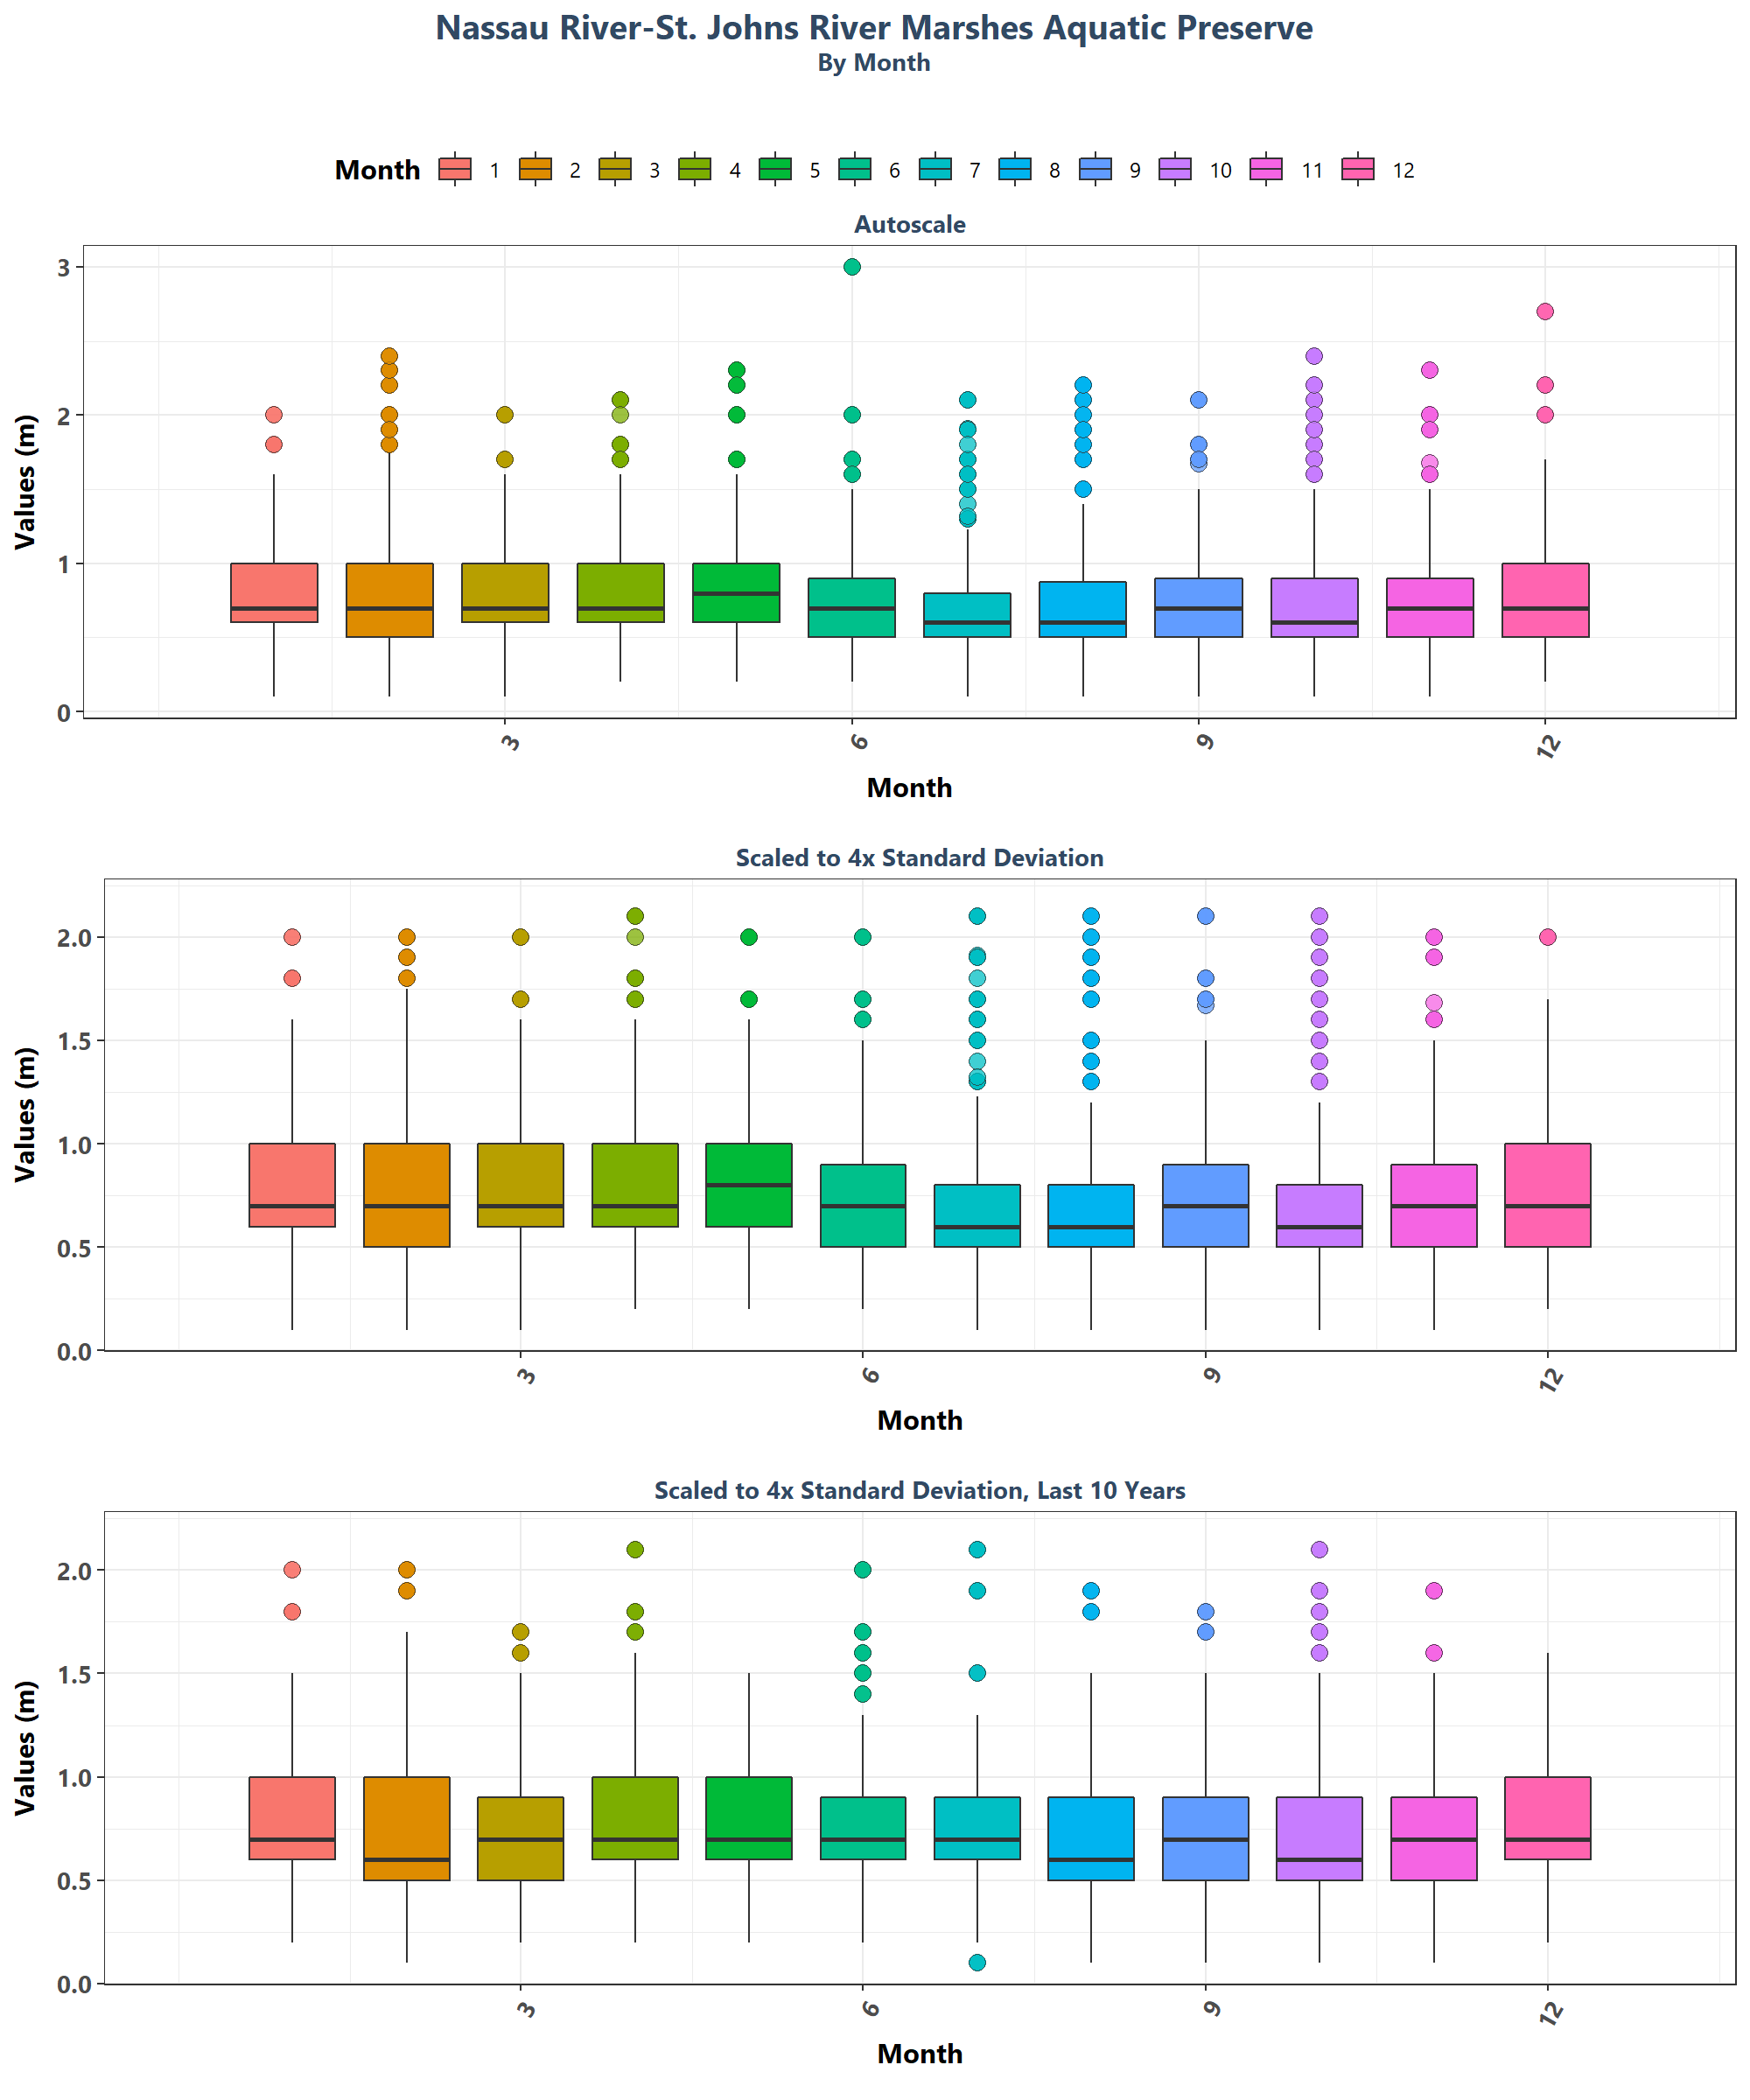 Nassau River-St. Johns River Marshes Aquatic Preserve
By Month
Month 1 2 3 4 5 6 7 8 9 10 11 12
Autoscale
Values (m)
3
2
1
0
3 6 9 12
Month
Scaled to 4x Standard Deviation
Values (m)
2.0
1.5
1.0
0.5
0.0
3 6 9 12
Month
Scaled to 4x Standard Deviation, Last 10 Years
Values (m)
2.0
1.5
1.0
0.5
0.0
3 6 9 12
Month